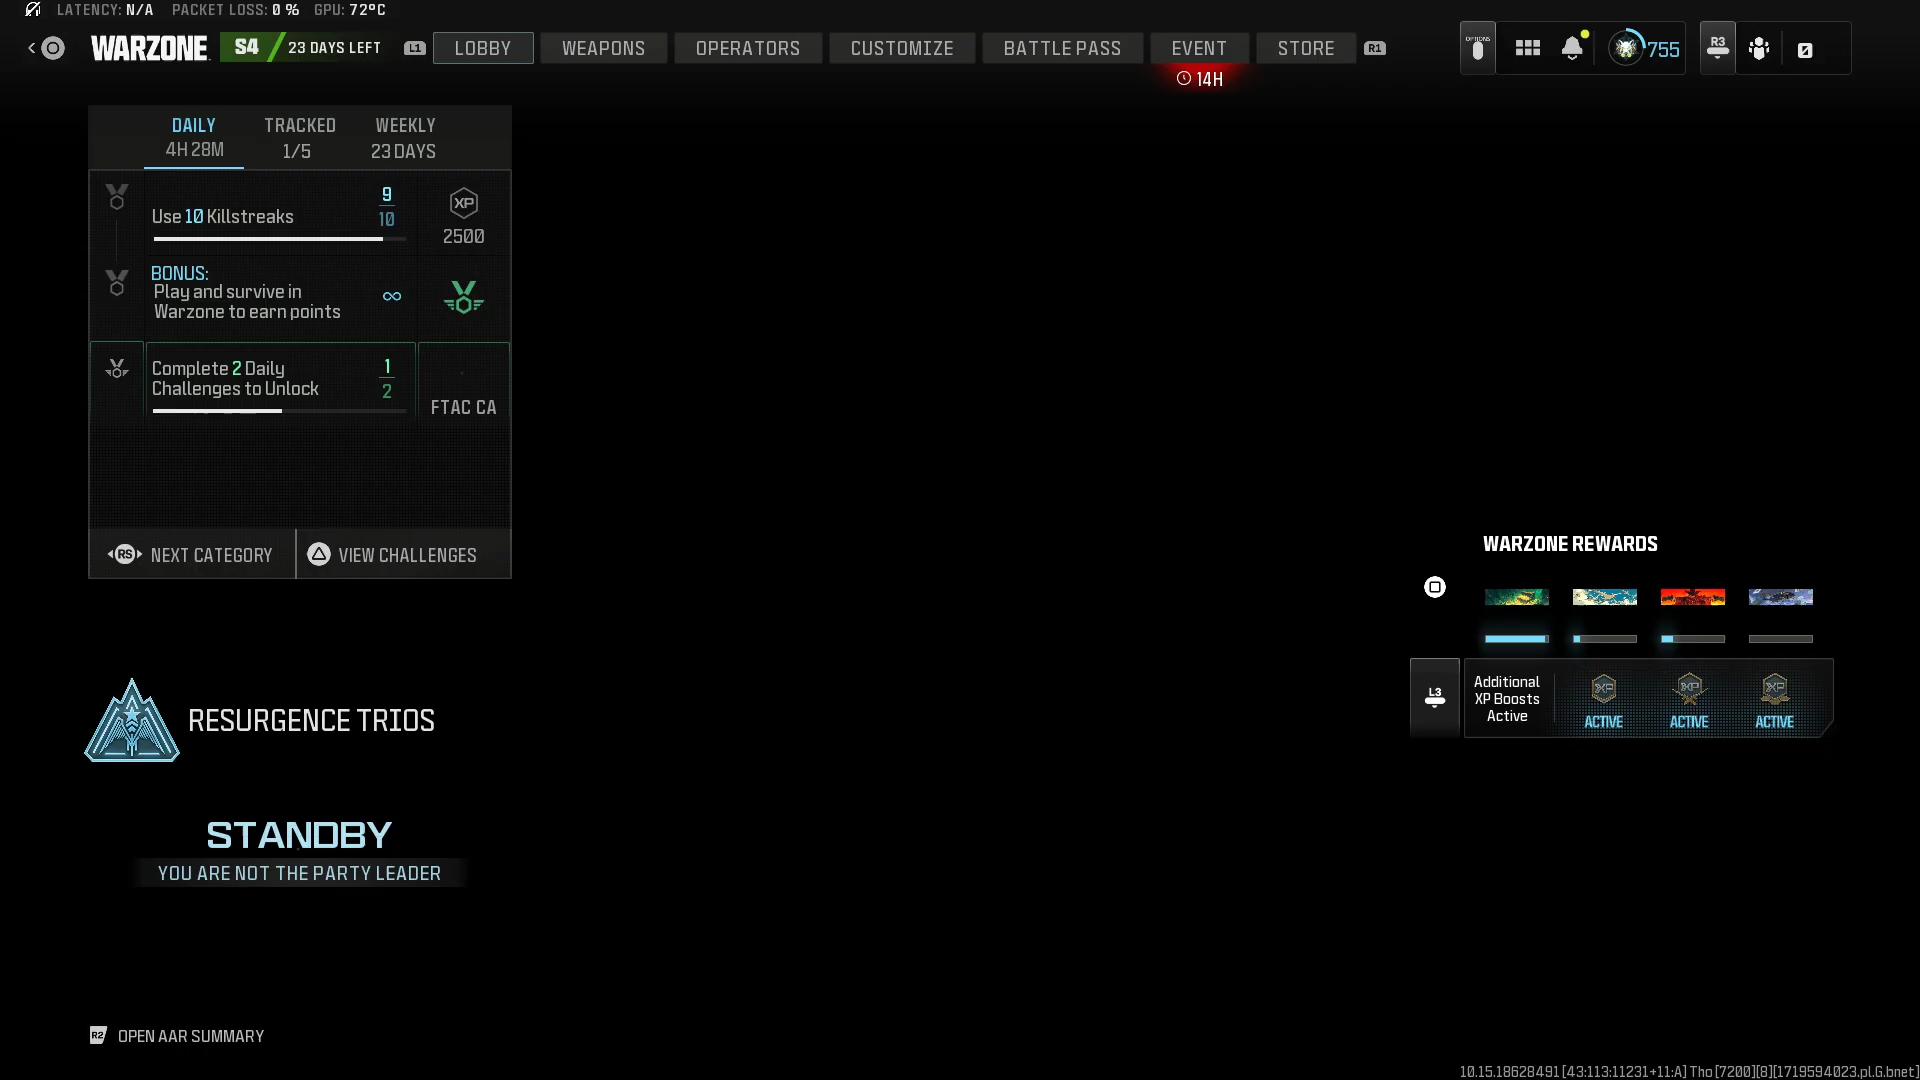 LATENCY: N/A PACKET LOSS: 0 % GPU: 72°C
WARZONE S4 23 DAYS LEFT L1 LOBBY WEAPONS OPERATORS CUSTOMIZE BATTLE PASS EVENT STORE R1 OPTIONS 755 R3 0
14H
DAILY TRACKED WEEKLY
4H 28M 1/5 23 DAYS
Use 10 Killstreaks 9
10
XP
2500
BONUS:
Play and survive in
Warzone to earn points
∞
Complete 2 Daily
Challenges to Unlock
1
2
FTAC CA
RS NEXT CATEGORY VIEW CHALLENGES
WARZONE REWARDS
L3
Additional
XP Boosts
Active
XP XP XP
ACTIVE ACTIVE ACTIVE
RESURGENCE TRIOS
STANDBY
YOU ARE NOT THE PARTY LEADER
R2 OPEN AAR SUMMARY
10.15.18628491 [43:113:11231+11:A] Tho [7200][8][1719594023.pl.G.bnet]